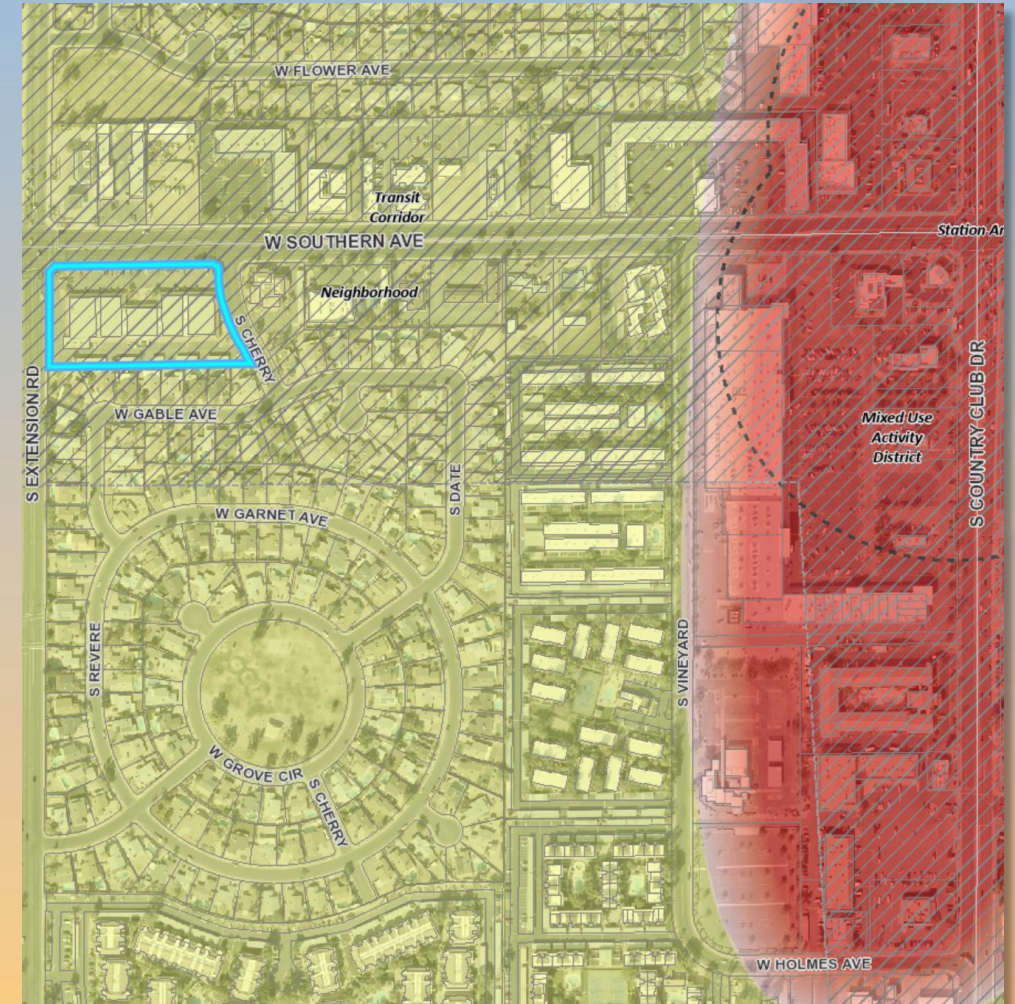 W FLOWER AVE
Transit
Corridor
W SOUTHERN AVE
Station Ar
Neighborhood
S CHERRY
S EXTENSION RD
W GABLE AVE
S COUNTRY CLUB DR
Mixed Use
Activity
District
S DATE
W GARNET AVE
S REVERE
S VINEYARD
W GROVE CIR
S CHERRY
W HOLMES AVE